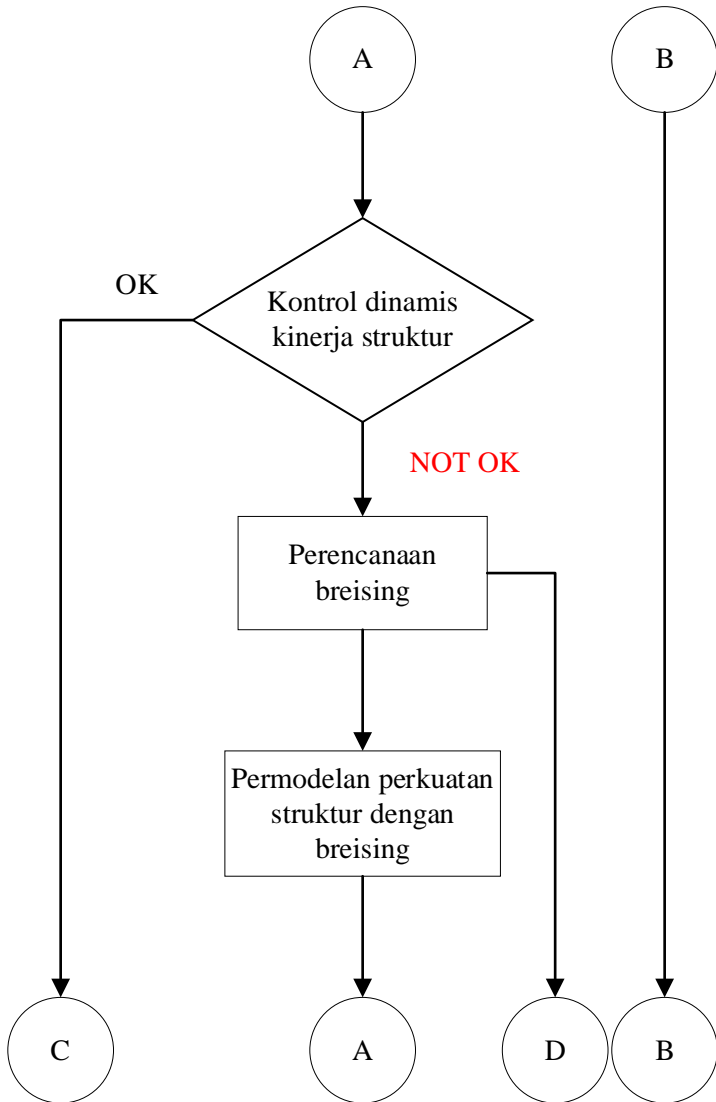 A
B
OK
Kontrol dinamis
kinerja struktur
NOT OK
Perencanaan
breising
Permodelan perkuatan
struktur dengan
breising
C
A
D
B